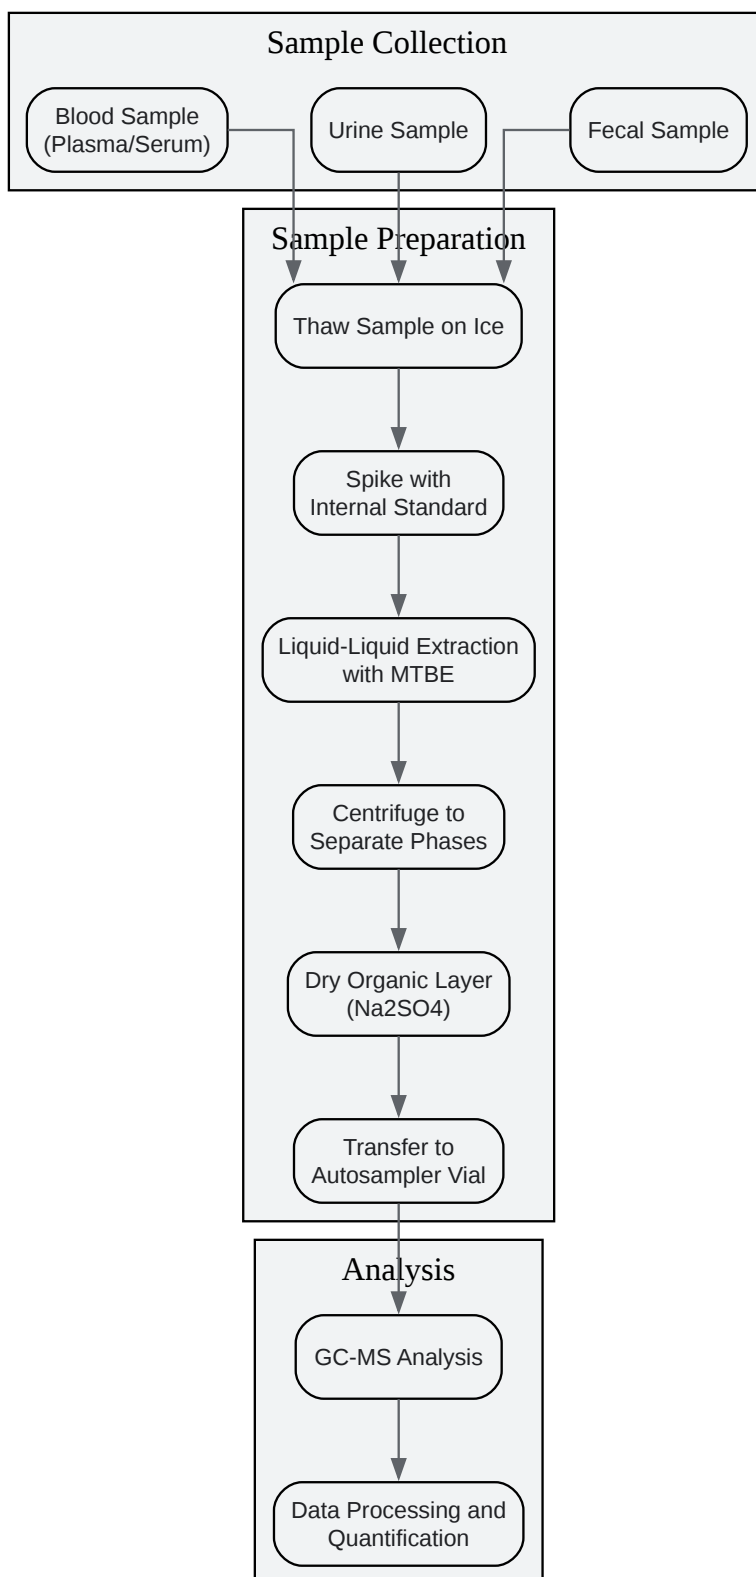 Sample Collection
Blood Sample
(Plasma/Serum)
Urine Sample
Fecal Sample
Sample Preparation
Thaw Sample on Ice
Spike with
Internal Standard
Liquid-Liquid Extraction
with MTBE
Centrifuge to
Separate Phases
Dry Organic Layer
(Na2SO4)
Transfer to
Autosampler Vial
Analysis
GC-MS Analysis
Data Processing and
Quantification